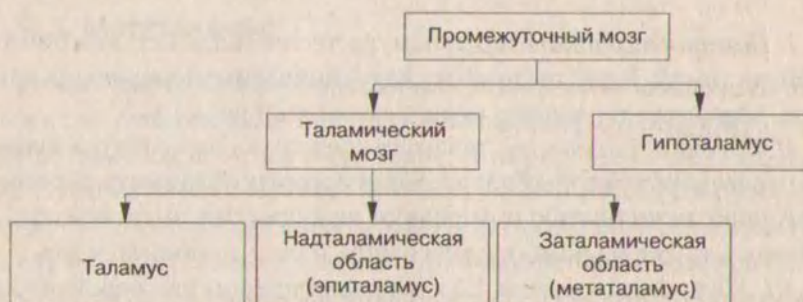 Промежуточный мозг
Таламический
мозг
Гипоталамус
Таламус
Надталамическая
область
(эпиталамус)
Заталамическая
область
(метаталамус)